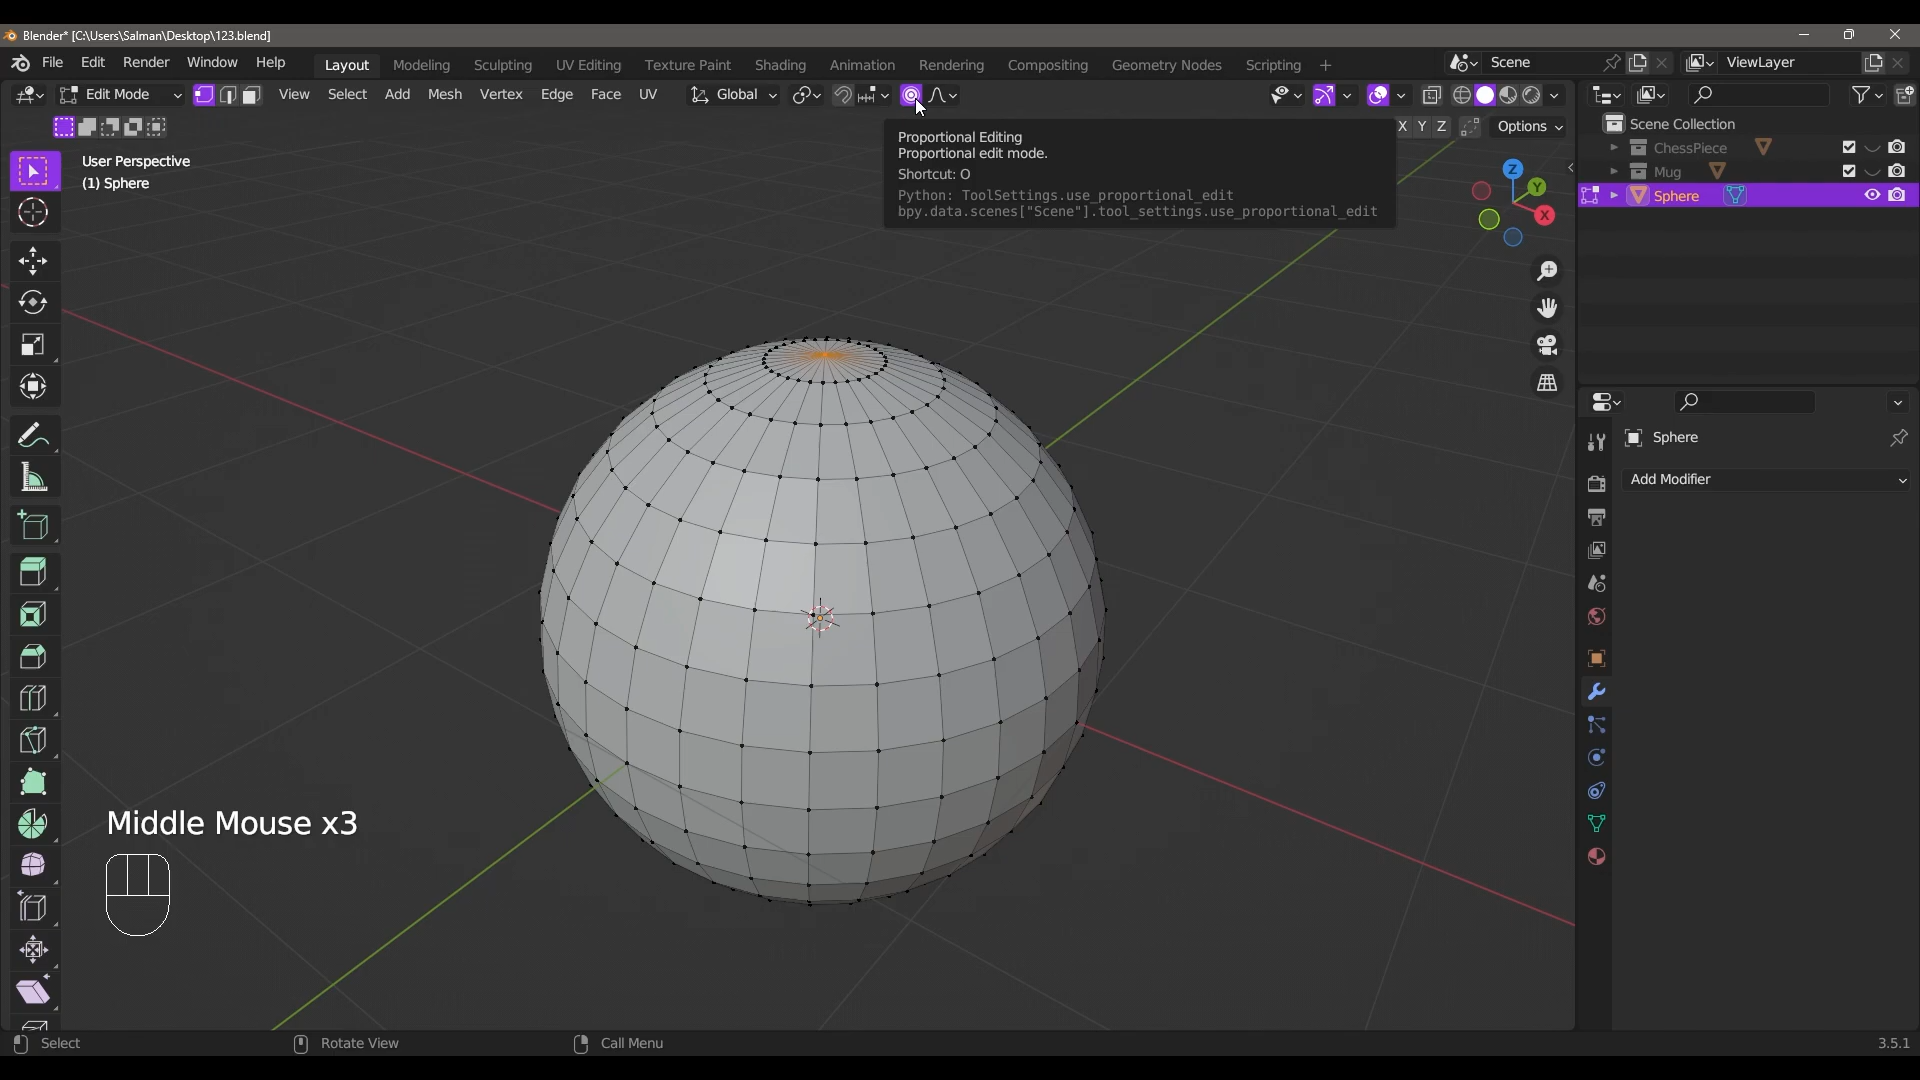 Blender* [C:\Users\Salman\Desktop\123.blend]
File Edit Render Window Help Layout Modeling Sculpting UV Editing Texture Paint Shading Animation Rendering Compositing Geometry Nodes Scripting + Scene ViewLayer
Edit Mode View Select Add Mesh Vertex Edge Face UV Global
X Y Z Options
User Perspective
(1) Sphere
Proportional Editing
Proportional edit mode.
Shortcut: O
Python: ToolSettings.use_proportional_edit
bpy.data.scenes["Scene"].tool_settings.use_proportional_edit
Z
Y
X
Scene Collection
ChessPiece
Mug
Sphere
Sphere
Add Modifier
Middle Mouse x3
Select Rotate View Call Menu 3.5.1